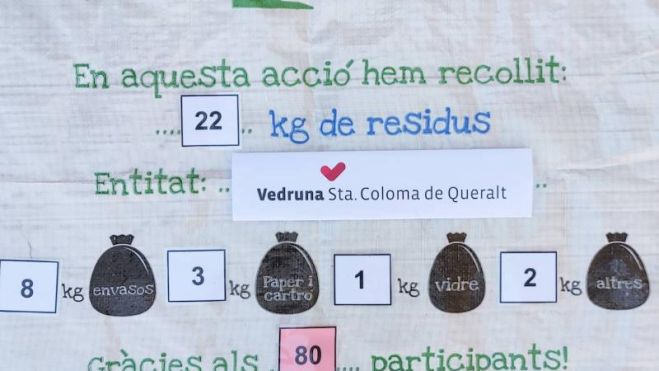 En aquesta acció hem recollit:
....22.. kg de residus
Entitat: .. Vedruna Sta. Coloma de Queralt ..
8 kg envasos 3 kg Paper i cartró 1 kg vidre 2 kg altres
Gràcies als .80.... participants!